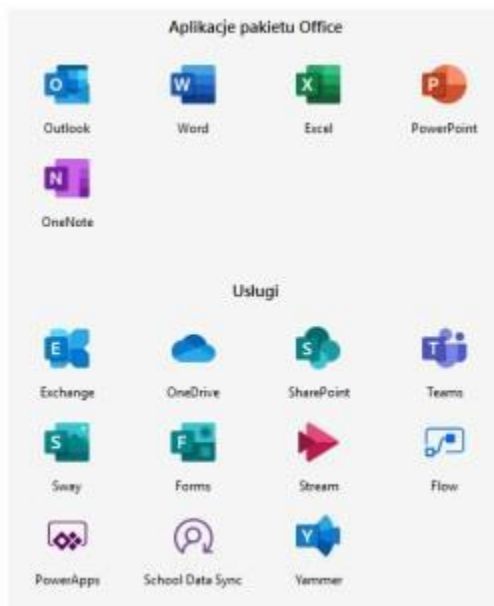 Aplikacje pakietu Office
Outlook Word Excel PowerPoint
OneNote
Usługi
Exchange OneDrive SharePoint Teams
Sway Forms Stream Flow
PowerApps School Data Sync Yammer